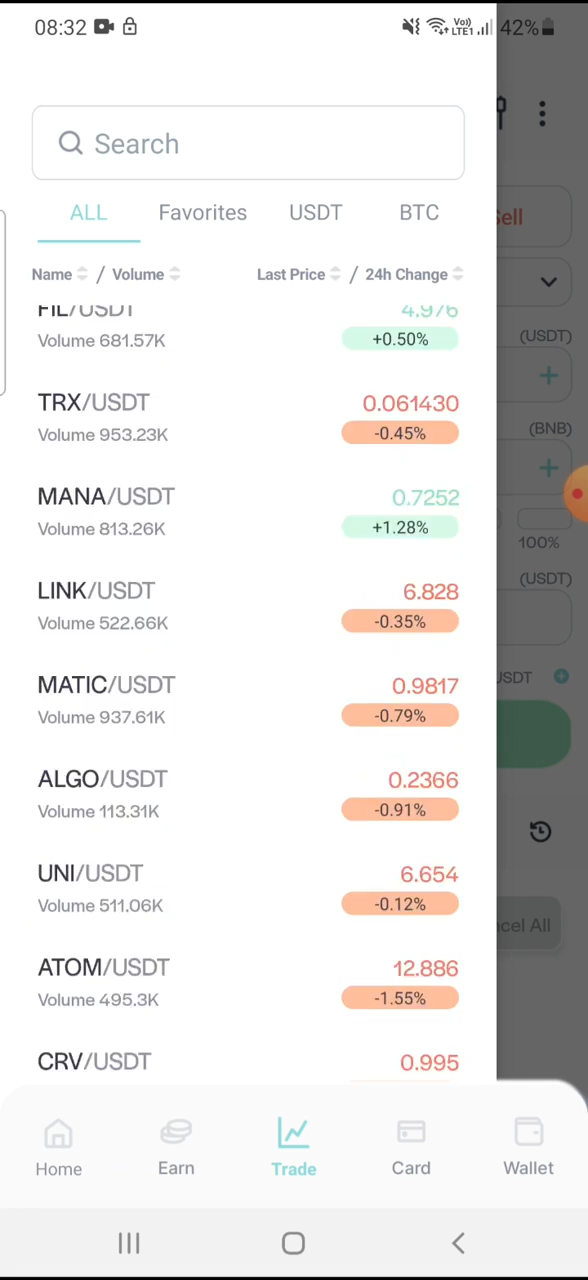 08:32 Vo) LTE1 42%
Search
ALL Favorites USDT BTC
Name / Volume Last Price / 24h Change
FIL/USDT 4.976
Volume 681.57K +0.50%
TRX/USDT 0.061430
Volume 953.23K -0.45%
MANA/USDT 0.7252
Volume 813.26K +1.28%
LINK/USDT 6.828
Volume 522.66K -0.35%
MATIC/USDT 0.9817
Volume 937.61K -0.79%
ALGO/USDT 0.2366
Volume 113.31K -0.91%
UNI/USDT 6.654
Volume 511.06K -0.12%
ATOM/USDT 12.886
Volume 495.3K -1.55%
CRV/USDT 0.995
Sell
(USDT)
(BNB)
100%
(USDT)
USDT
ncel All
Home Earn Trade Card Wallet